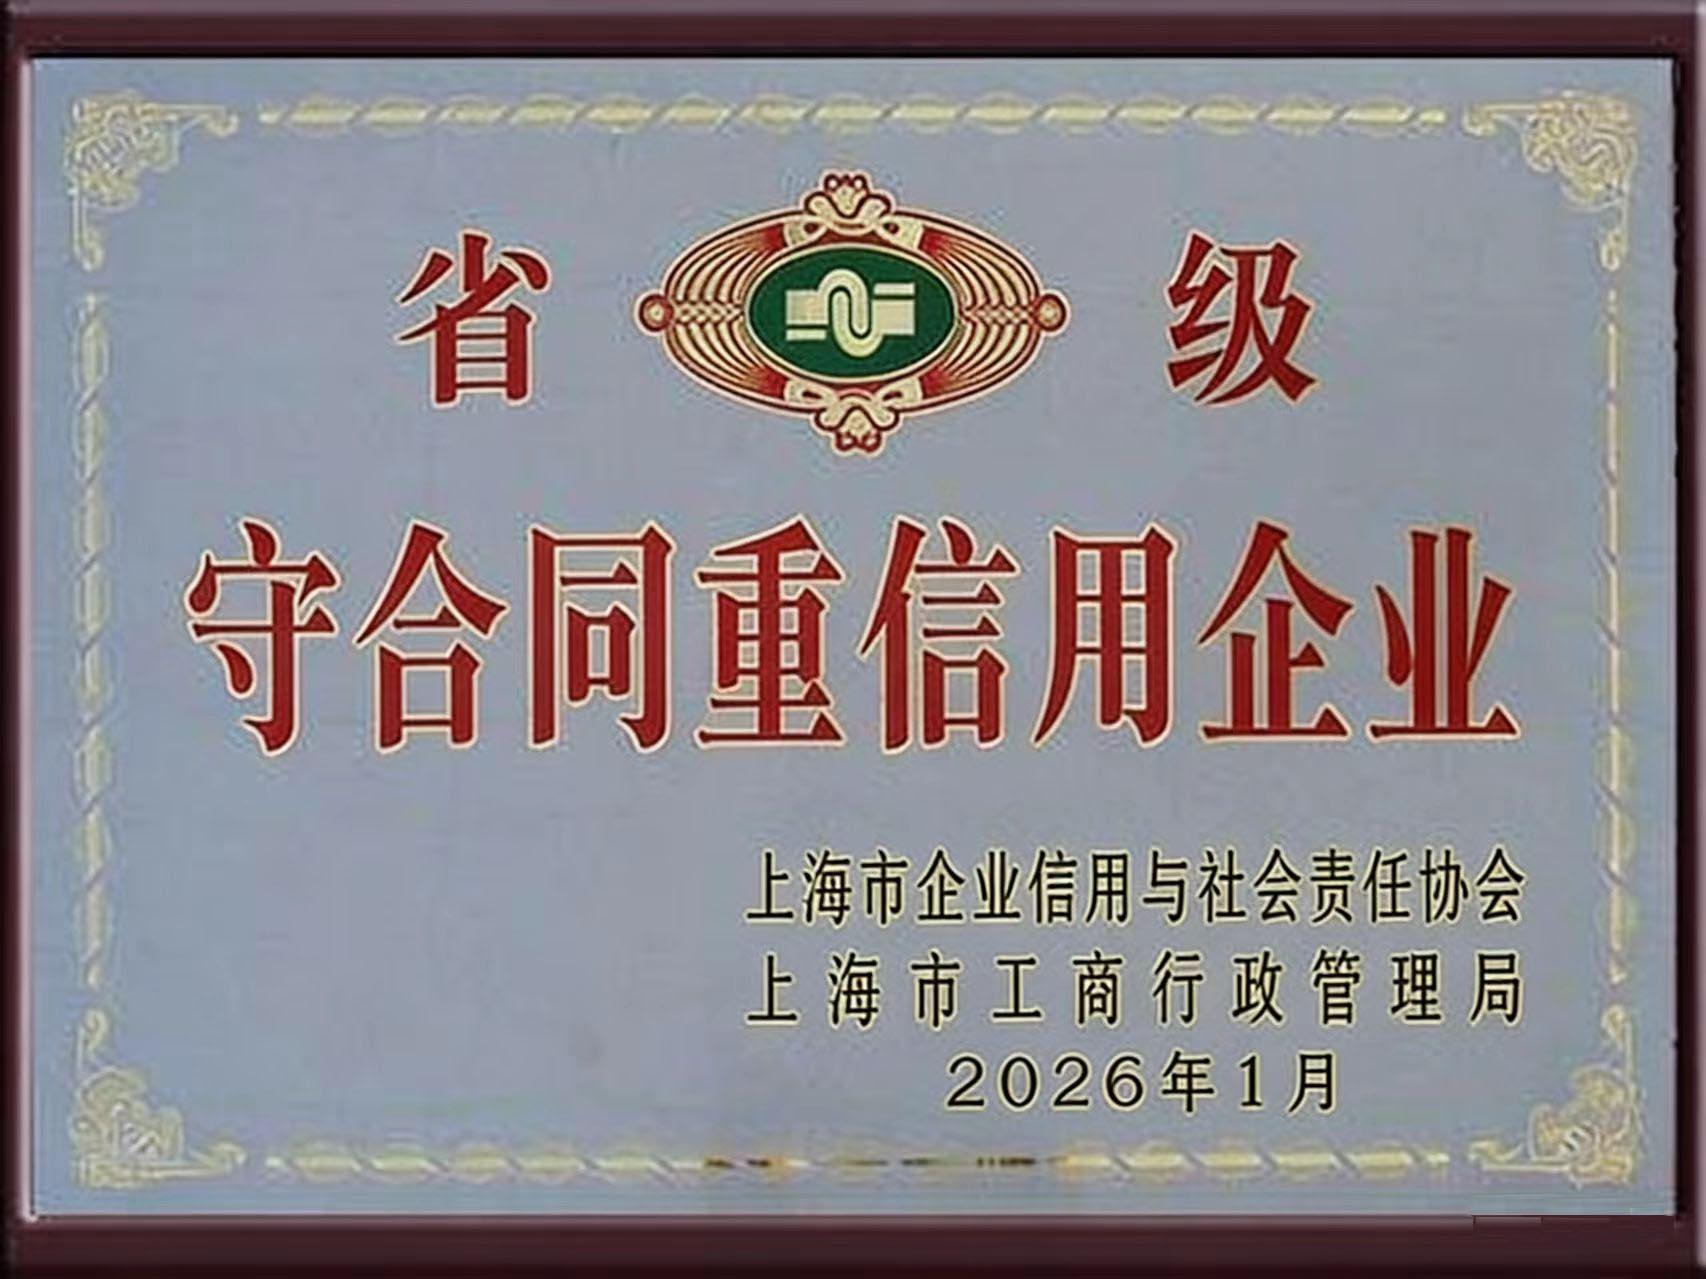 省级
守合同重信用企业
上海市企业信用与社会责任协会
上海市工商行政管理局
2026年1月